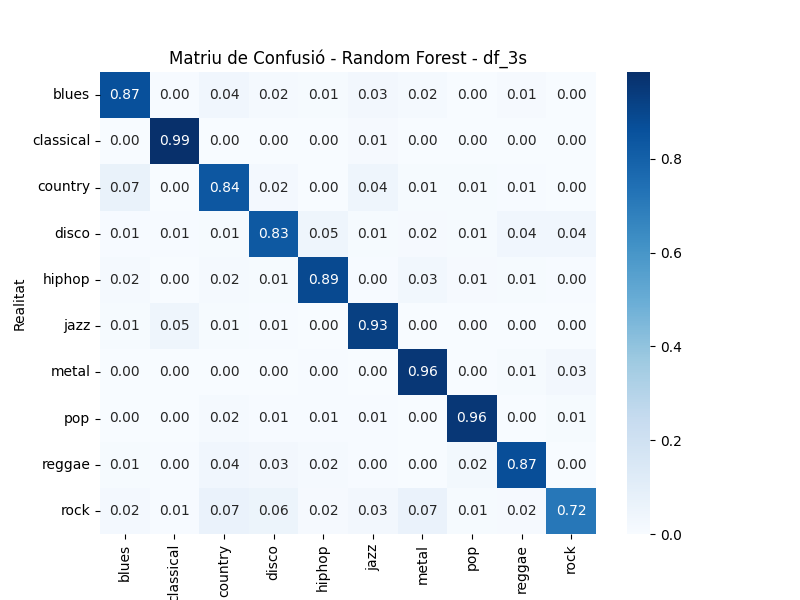 Matriu de Confusió - Random Forest - df_3s
Realitat
blues 0.87 0.00 0.04 0.02 0.01 0.03 0.02 0.00 0.01 0.00
classical 0.00 0.99 0.00 0.00 0.00 0.01 0.00 0.00 0.00 0.00
country 0.07 0.00 0.84 0.02 0.00 0.04 0.01 0.01 0.01 0.00
disco 0.01 0.01 0.01 0.83 0.05 0.01 0.02 0.01 0.04 0.04
hiphop 0.02 0.00 0.02 0.01 0.89 0.00 0.03 0.01 0.01 0.00
jazz 0.01 0.05 0.01 0.01 0.00 0.93 0.00 0.00 0.00 0.00
metal 0.00 0.00 0.00 0.00 0.00 0.00 0.96 0.00 0.01 0.03
pop 0.00 0.00 0.02 0.01 0.01 0.01 0.00 0.96 0.00 0.01
reggae 0.01 0.00 0.04 0.03 0.02 0.00 0.00 0.02 0.87 0.00
rock 0.02 0.01 0.07 0.06 0.02 0.03 0.07 0.01 0.02 0.72
blues classical country disco hiphop jazz metal pop reggae rock
0.8
0.6
0.4
0.2
0.0